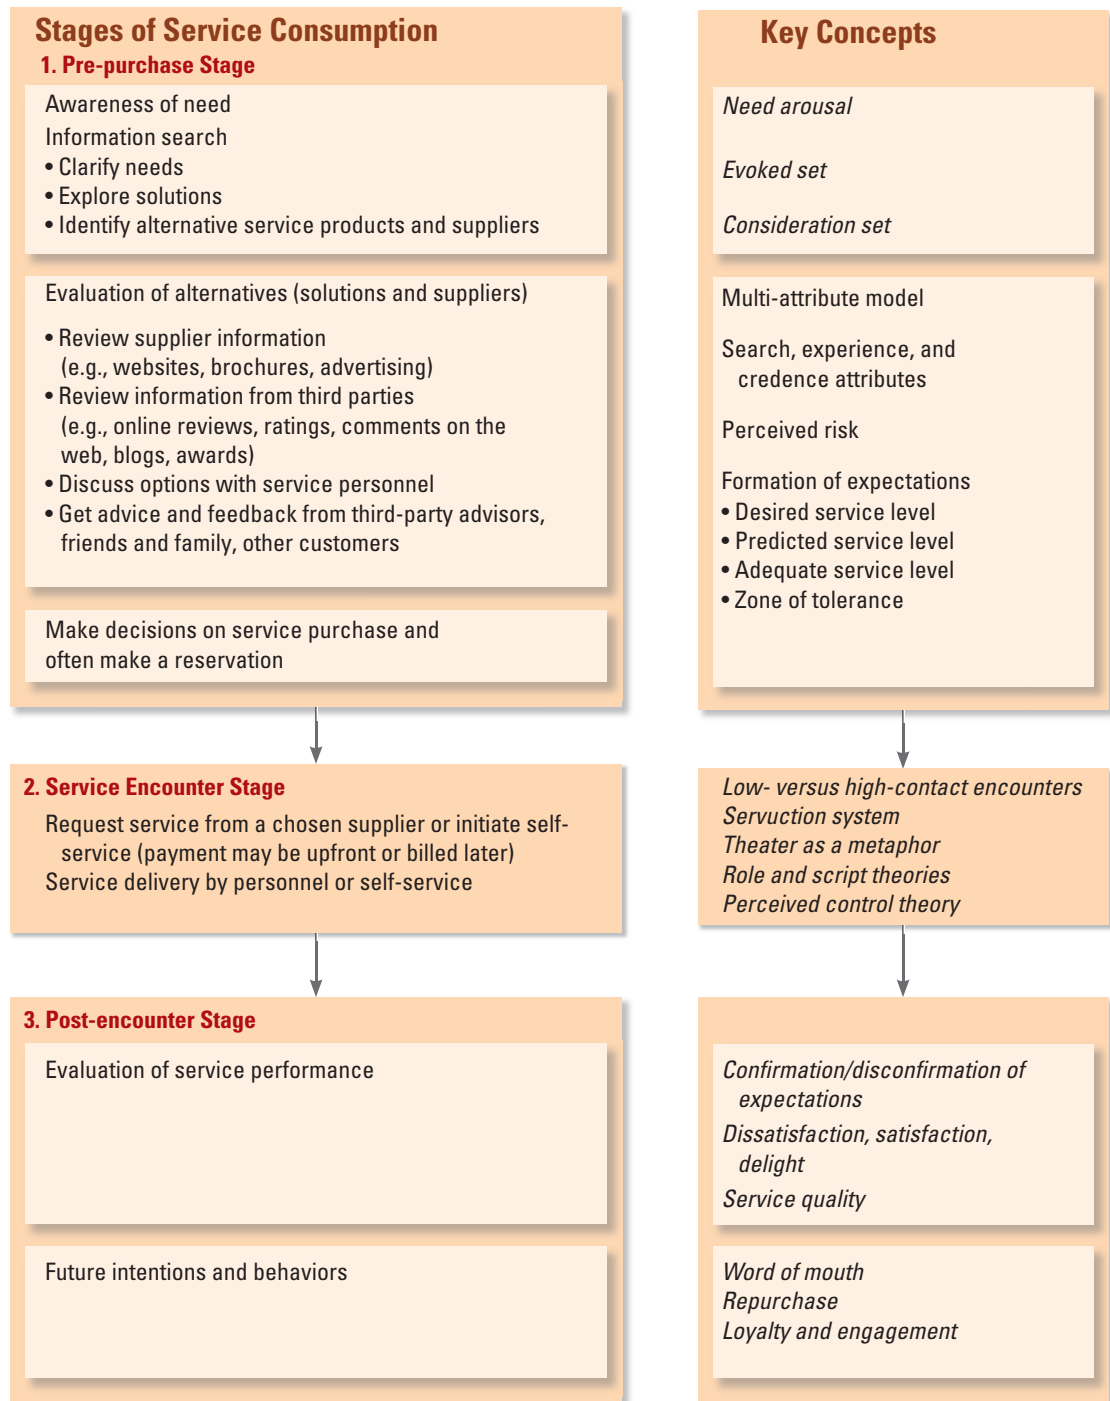 Stages of Service Consumption
1. Pre-purchase Stage
Awareness of need
Information search
• Clarify needs
• Explore solutions
• Identify alternative service products and suppliers
Evaluation of alternatives (solutions and suppliers)
• Review supplier information
(e.g., websites, brochures, advertising)
• Review information from third parties
(e.g., online reviews, ratings, comments on the
web, blogs, awards)
• Discuss options with service personnel
• Get advice and feedback from third-party advisors,
friends and family, other customers
Make decisions on service purchase and
often make a reservation
Key Concepts
Need arousal
Evoked set
Consideration set
Multi-attribute model
Search, experience, and
credence attributes
Perceived risk
Formation of expectations
• Desired service level
• Predicted service level
• Adequate service level
• Zone of tolerance
2. Service Encounter Stage
Request service from a chosen supplier or initiate self-
service (payment may be upfront or billed later)
Service delivery by personnel or self-service
Low- versus high-contact encounters
Servuction system
Theater as a metaphor
Role and script theories
Perceived control theory
3. Post-encounter Stage
Evaluation of service performance
Confirmation/disconfirmation of
expectations
Dissatisfaction, satisfaction,
delight
Service quality
Future intentions and behaviors
Word of mouth
Repurchase
Loyalty and engagement